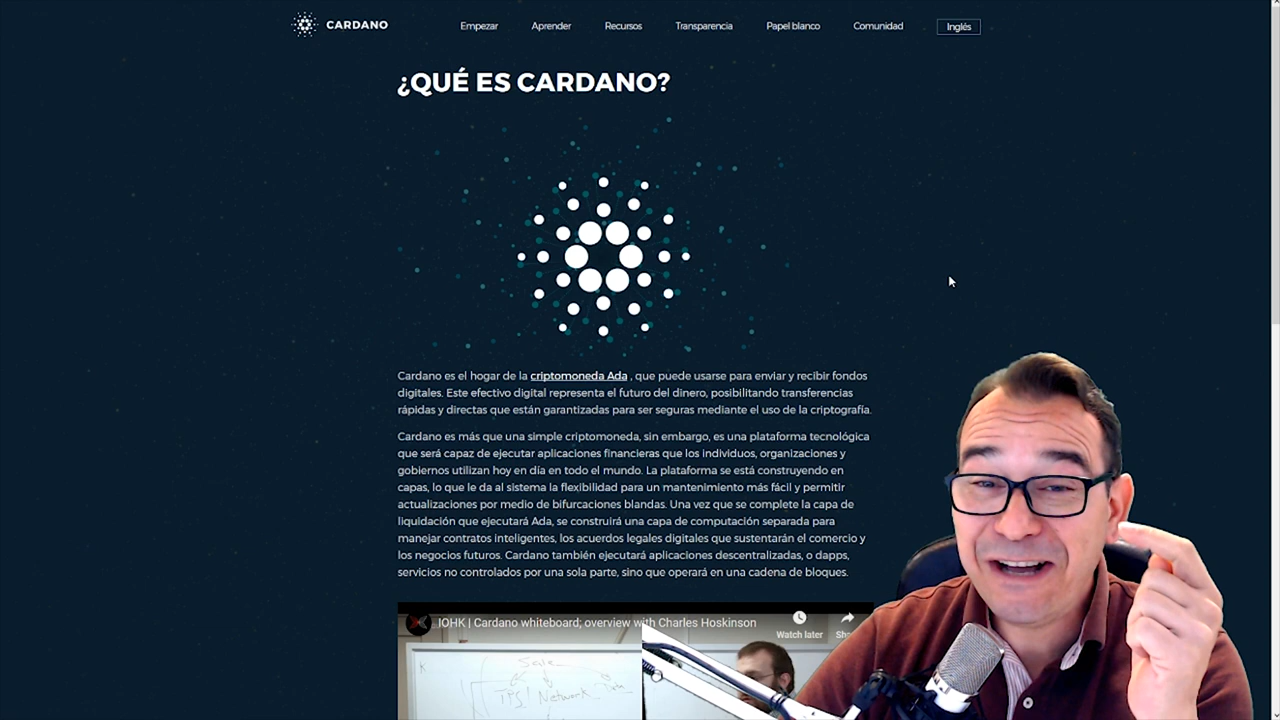 CARDANO
Empezar
Aprender
Recursos
Transparencia
Papel blanco
Comunidad
Inglés
¿QUÉ ES CARDANO?
Cardano es el hogar de la criptomoneda Ada , que puede usarse para enviar y recibir fondos
digitales. Este efectivo digital representa el futuro del dinero, posibilitando transferencias
rápidas y directas que están garantizadas para ser seguras mediante el uso de la criptografía.
Cardano es más que una simple criptomoneda, sin embargo, es una plataforma tecnológica
que será capaz de ejecutar aplicaciones financieras que los individuos, organizaciones y
gobiernos utilizan hoy en día en todo el mundo. La plataforma se está construyendo en
capas, lo que le da al sistema la flexibilidad para un mantenimiento más fácil y permitir
actualizaciones por medio de bifurcaciones blandas. Una vez que se complete la capa de
liquidación que ejecutará Ada, se construirá una capa de computación separada para
manejar contratos inteligentes, los acuerdos legales digitales que sustentarán el comercio y
los negocios futuros. Cardano también ejecutará aplicaciones descentralizadas, o dapps,
servicios no controlados por una sola parte, sino que operará en una cadena de bloques.
IOHK | Cardano whiteboard; overview with Charles Hoskinson
Watch later
Sha
Scale
TPS Network